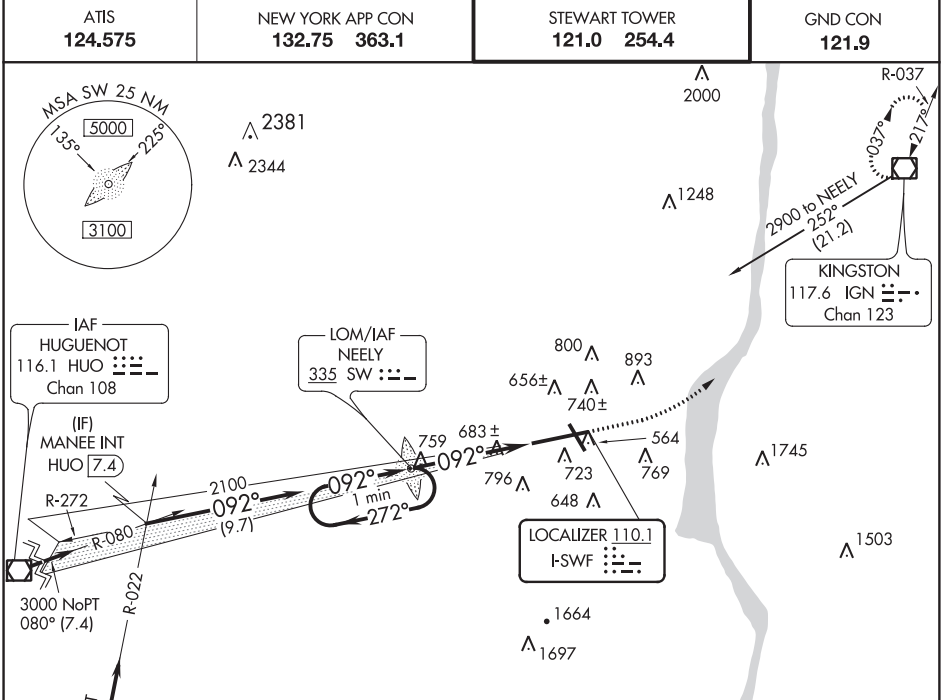 ATIS
124.575
NEW YORK APP CON
132.75 363.1
STEWART TOWER
121.0 254.4
GND CON
121.9
MSA SW 25 NM
5000
135°
225°
3100
2381
2344
2000
1248
R-037
037°
217°
2900 to NEELY
252°
(21.2)
KINGSTON
117.6 IGN
Chan 123
IAF
HUGUENOT
116.1 HUO
Chan 108
LOM/IAF
NEELY
335 SW
800
893
656±
740±
(IF)
MANEE INT
HUO 7.4
759
683±
092°
564
1745
796
723
769
648
2100
092°
(9.7)
092°
1 min
272°
R-272
R-080
LOCALIZER 110.1
I-SWF
1503
3000 NoPT
080° (7.4)
R-022
1664
1697